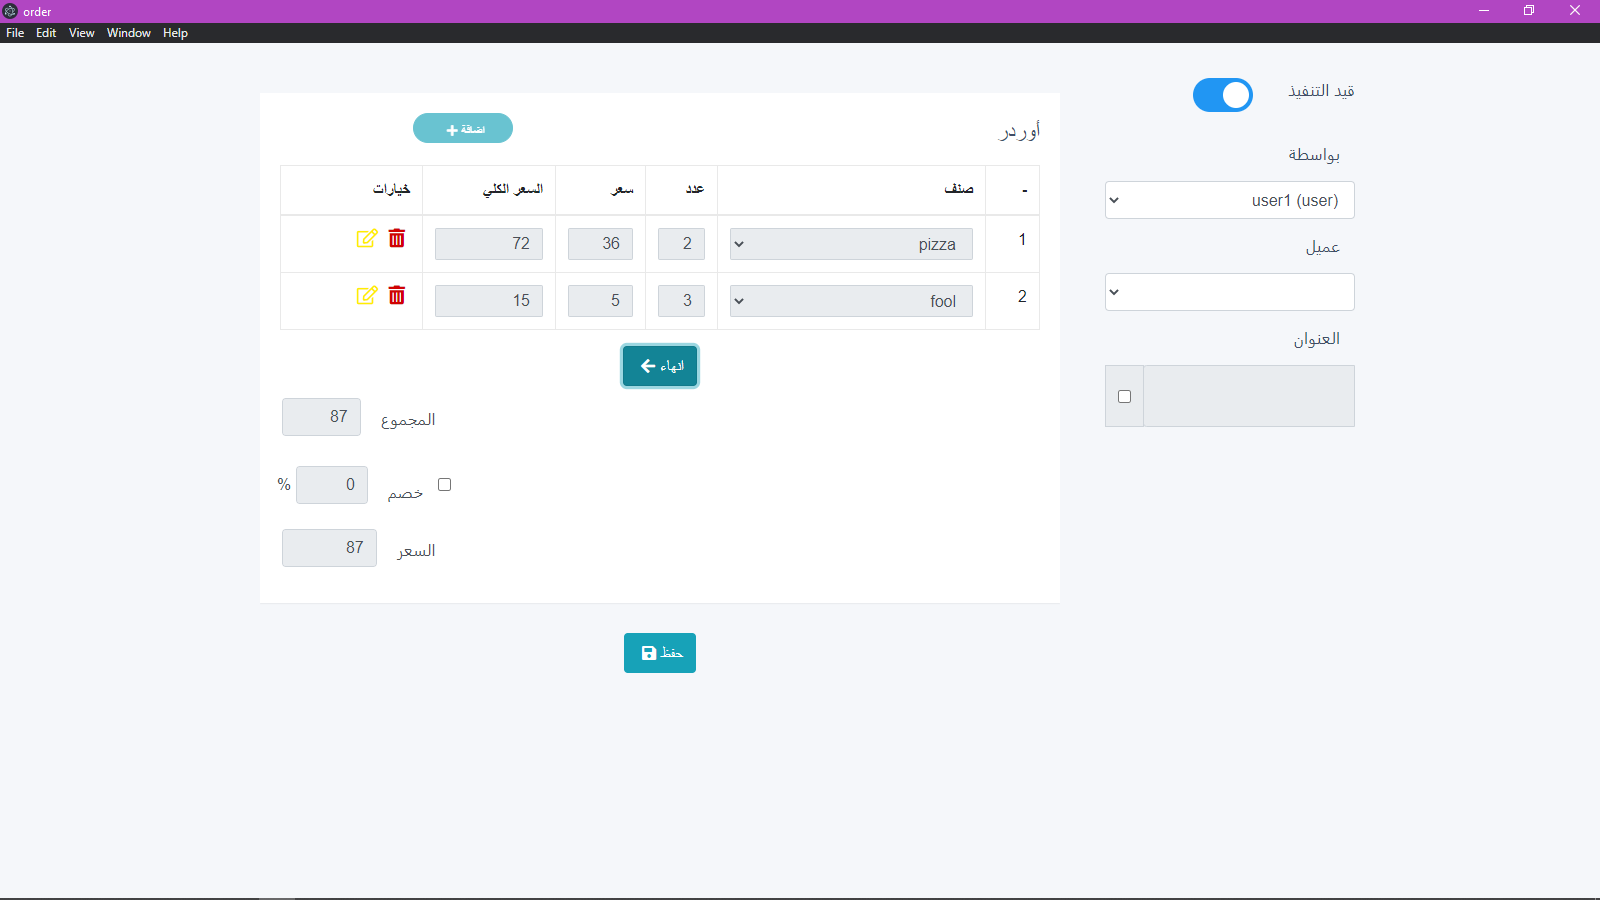 order
File Edit View Window Help
قيد التنفيذ
بواسطة
user1 (user)
عميل
العنوان
أوردر
اضافة
- صنف عدد سعر السعر الكلي خيارات
1 pizza 2 36 72
2 fool 3 5 15
انهاء
المجموع 87
خصم 0 %
السعر 87
حفظ